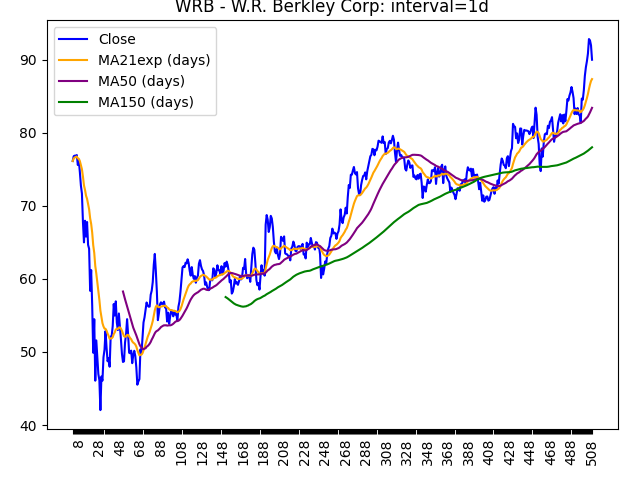 WRB - W.R. Berkley Corp: interval=1d
Close
MA21exp (days)
MA50 (days)
MA150 (days)
90
80
70
60
50
40
8 28 48 68 88 108 128 148 168 188 208 228 248 268 288 308 328 348 368 388 408 428 448 468 488 508